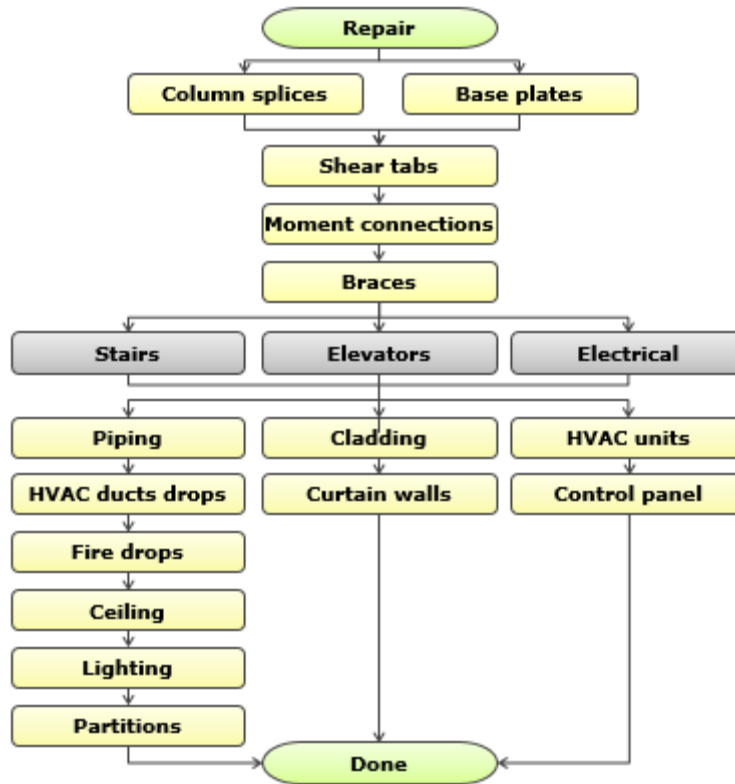 Repair
Column splices
Base plates
Shear tabs
Moment connections
Braces
Stairs
Elevators
Electrical
Piping
Cladding
HVAC units
HVAC ducts drops
Curtain walls
Control panel
Fire drops
Ceiling
Lighting
Partitions
Done